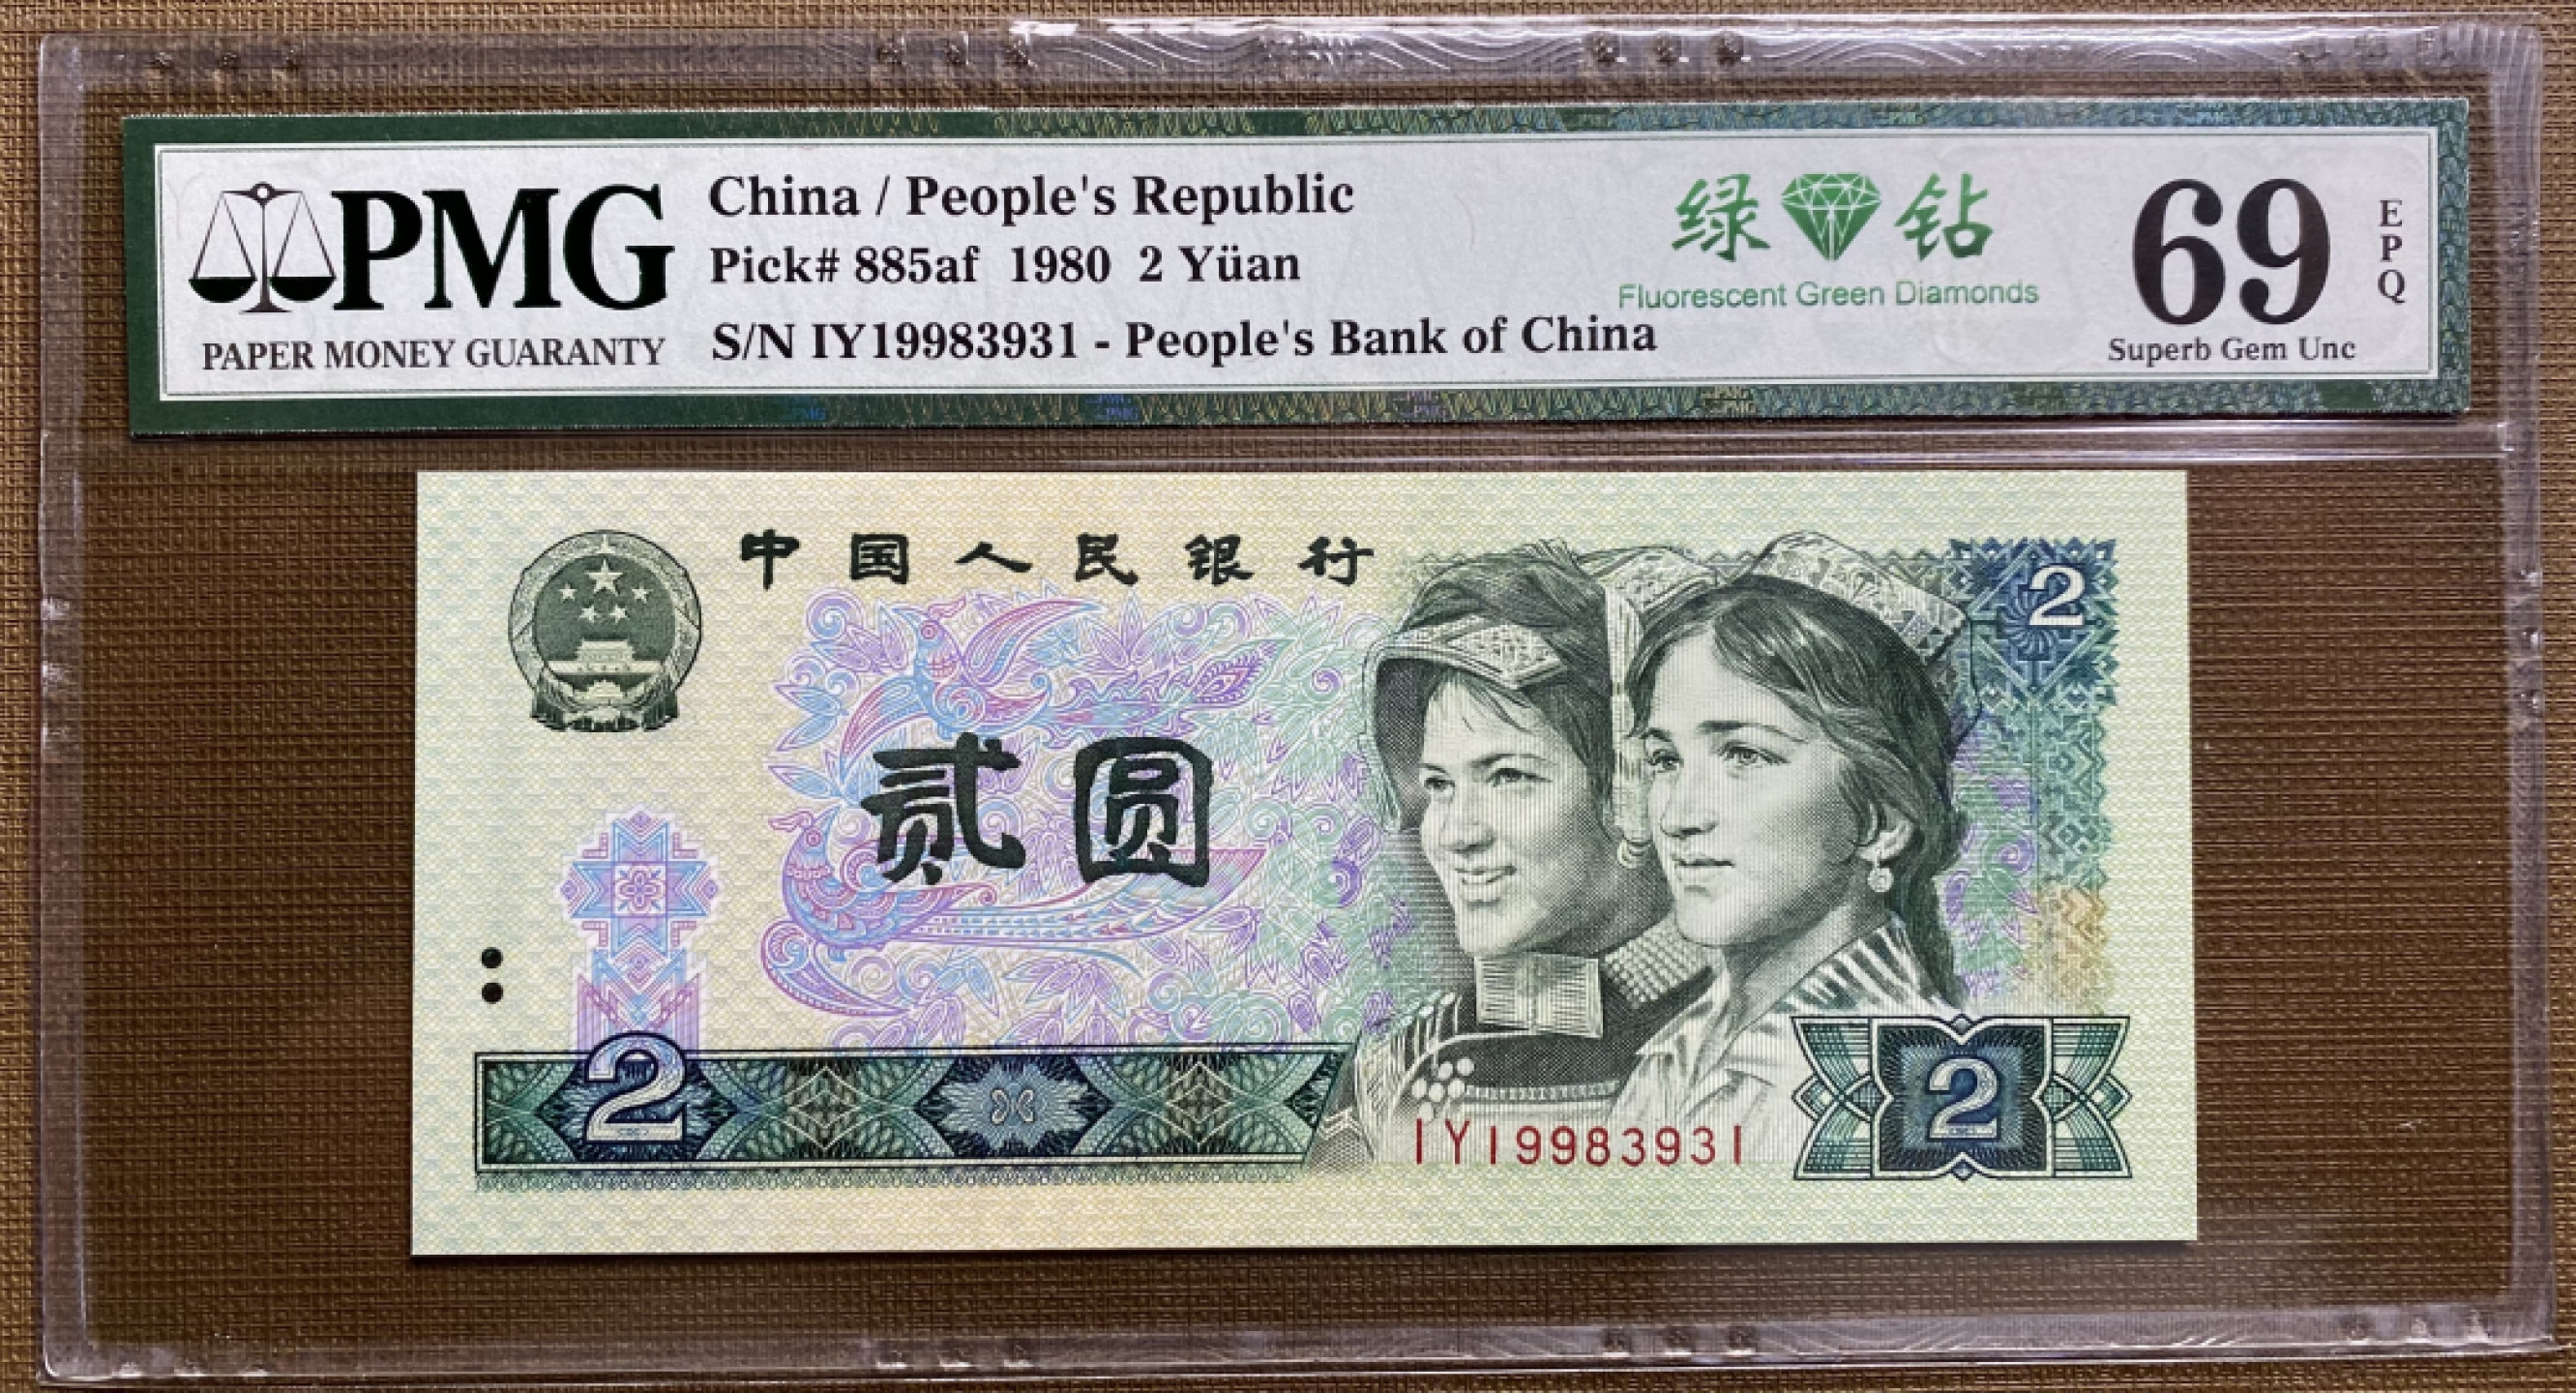 PMG
PAPER MONEY GUARANTY
China / People's Republic
Pick# 885af 1980 2 Yüan
S/N IY19983931 - People's Bank of China
绿钻
Fluorescent Green Diamonds
69
EPQ
Superb Gem Unc
中国人民银行
2
贰圆
2
2
IY19983931